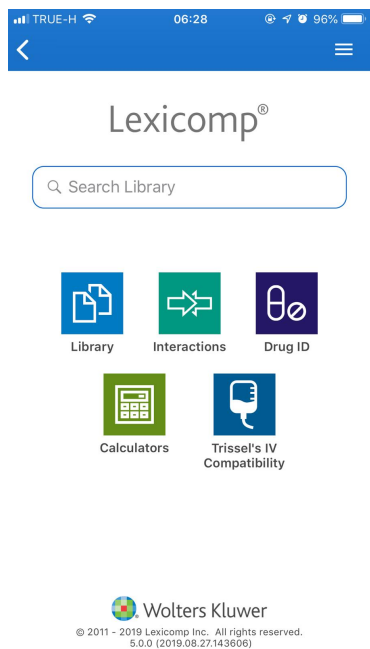 TRUE-H 06:28 96%
Lexicomp®
Search Library
Library Interactions Drug ID
Calculators Trissel's IV
Compatibility
Wolters Kluwer
© 2011 - 2019 Lexicomp Inc. All rights reserved.
5.0.0 (2019.08.27.143606)